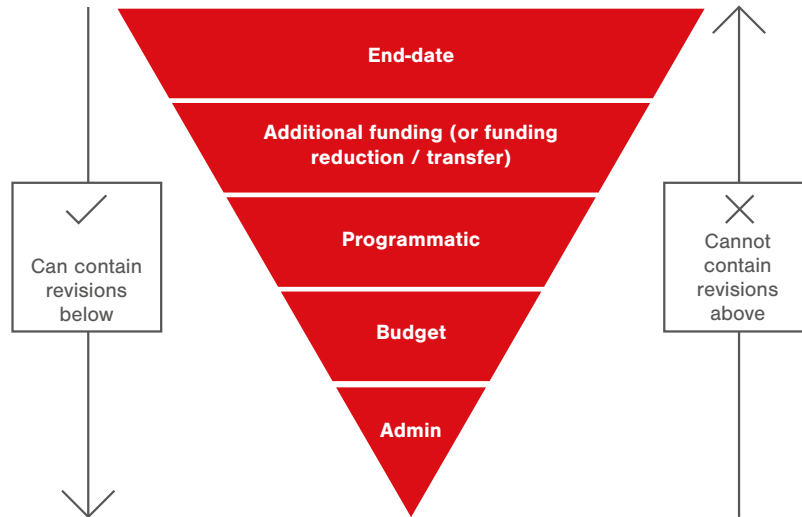 End-date
Additional funding (or funding
reduction / transfer)
Programmatic
Budget
Admin
Can contain
revisions
below
Cannot
contain
revisions
above